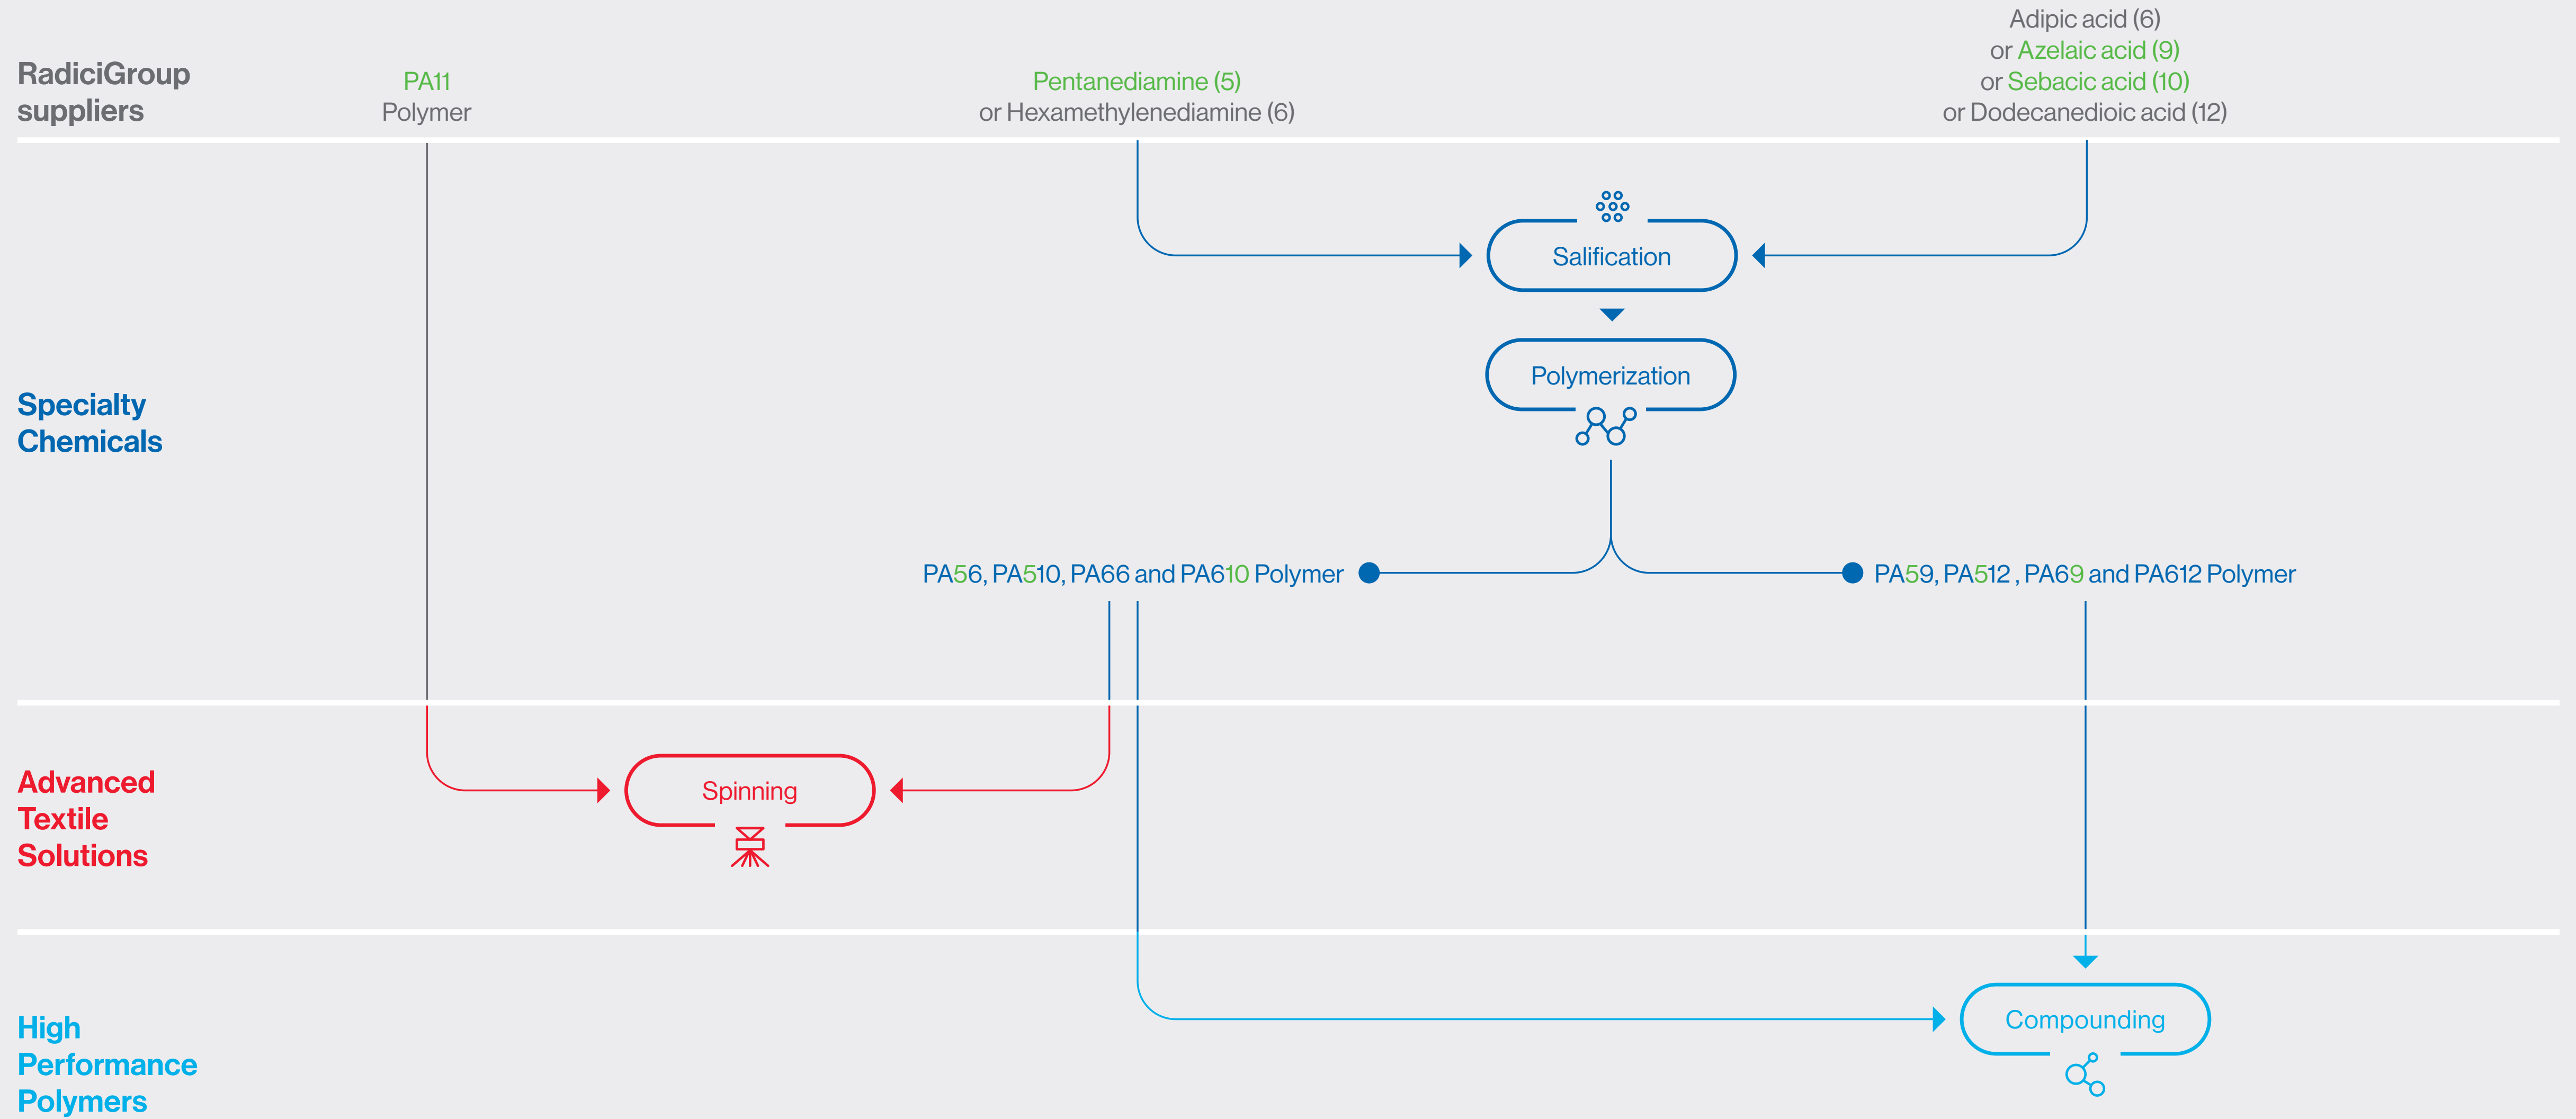 RadiciGroup
suppliers
PA11
Polymer
Pentanediamine (5)
or Hexamethylenediamine (6)
Adipic acid (6)
or Azelaic acid (9)
or Sebacic acid (10)
or Dodecanedioic acid (12)
Specialty
Chemicals
Salification
Polymerization
PA56, PA510, PA66 and PA610 Polymer
PA59, PA512 , PA69 and PA612 Polymer
Advanced
Textile
Solutions
Spinning
High
Performance
Polymers
Compounding